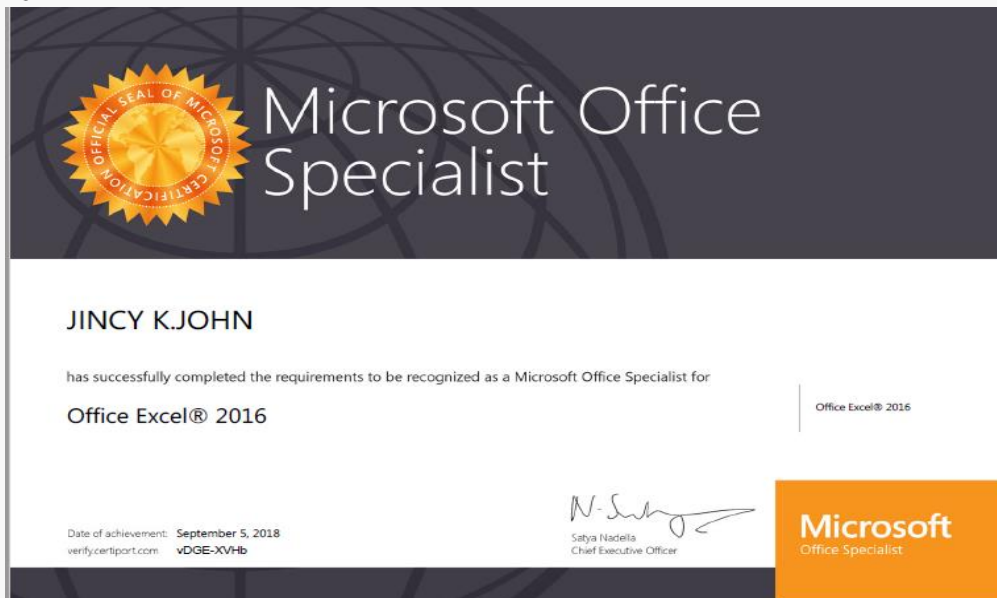 OFFICIAL SEAL OF MICROSOFT CERTIFICATION
Microsoft Office
Specialist
JINCY K.JOHN
has successfully completed the requirements to be recognized as a Microsoft Office Specialist for
Office Excel® 2016
Office Excel® 2016
Date of achievement: September 5, 2018
verify.certiport.com vDGE-XVHb
Satya Nadella
Chief Executive Officer
Microsoft
Office Specialist